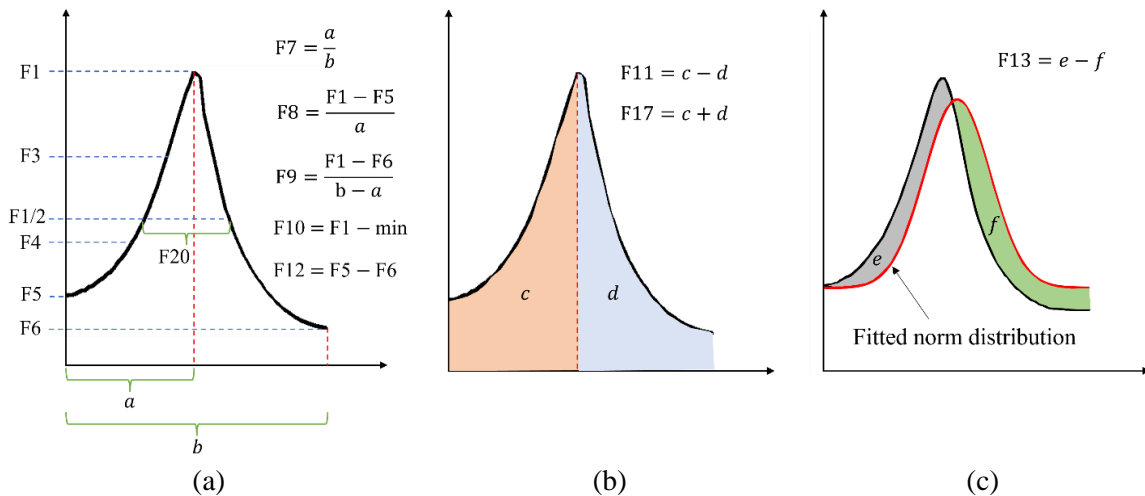 F1
F3
F1/2
F4
F5
F6
F20
a
b
F7 = a/b
F8 = (F1 − F5)/a
F9 = (F1 − F6)/(b − a)
F10 = F1 − min
F12 = F5 − F6
(a)
F11 = c − d
F17 = c + d
c
d
(b)
F13 = e − f
e
f
Fitted norm distribution
(c)